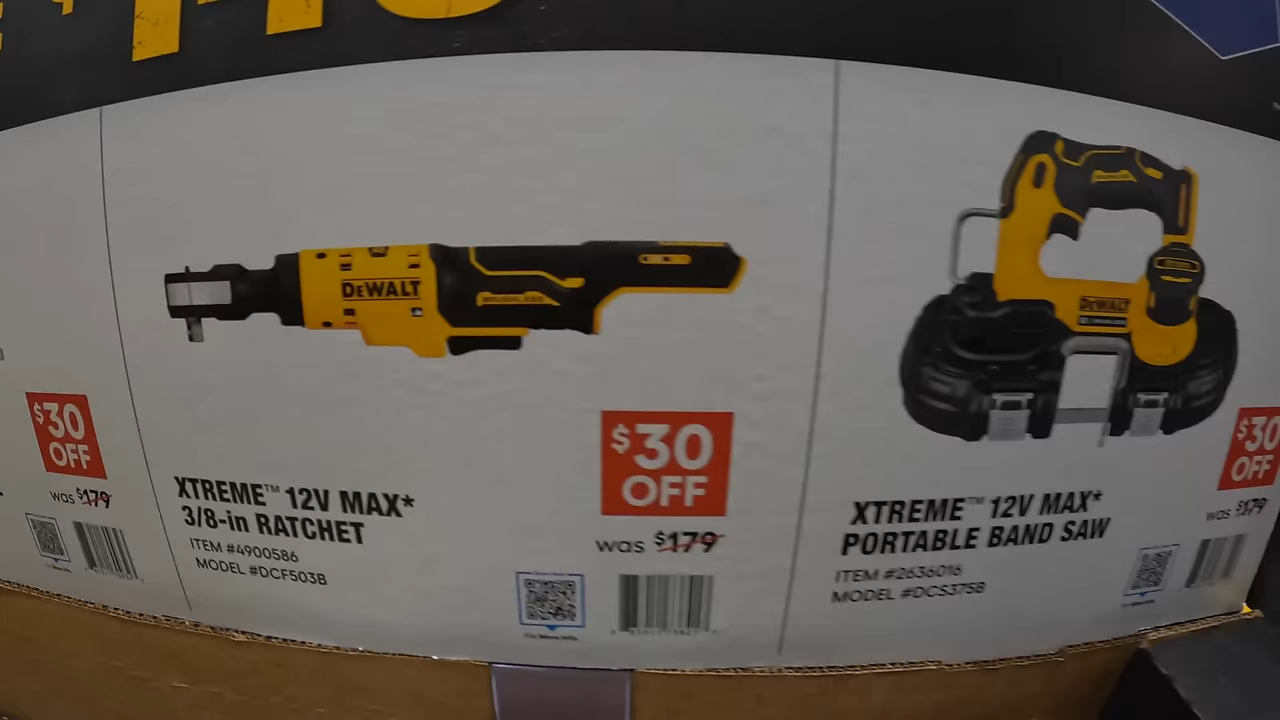 $30
OFF
was $179
DEWALT
BRUSHLESS
$30
OFF
was $179
XTREME™ 12V MAX*
3/8-in RATCHET
ITEM #4900586
MODEL #DCF503B
DEWALT
XTREME™ 12V MAX*
PORTABLE BAND SAW
ITEM #2636016
MODEL #DCS375B
$30
OFF
was $179